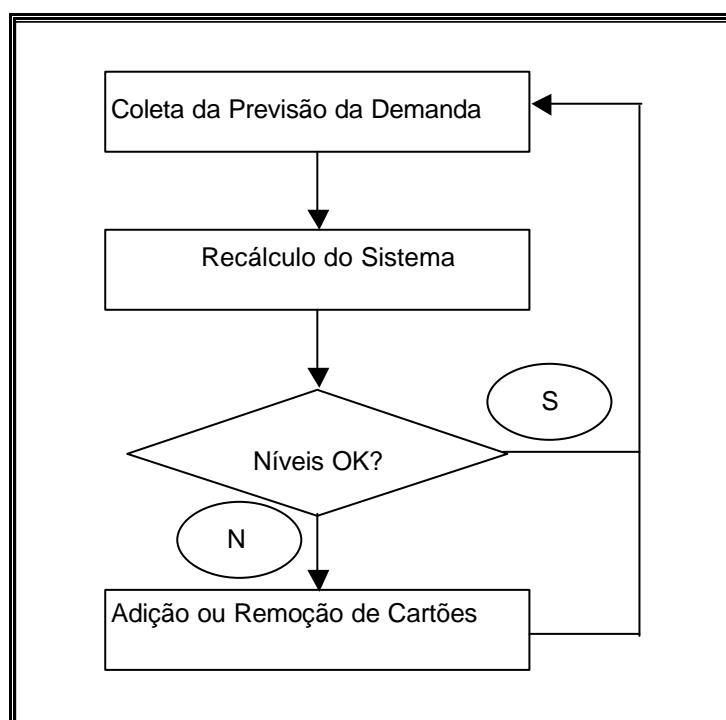 Coleta da Previsão da Demanda
Recálculo do Sistema
S
Níveis OK?
N
Adição ou Remoção de Cartões